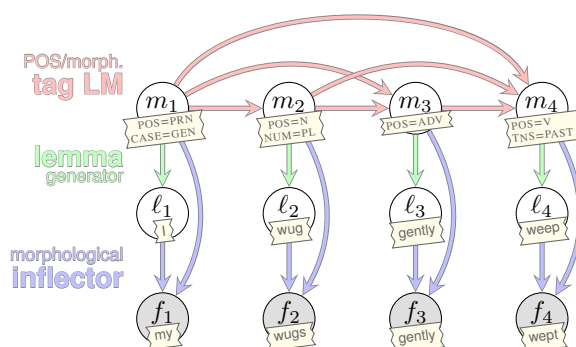 POS/morph.
tag LM
m₁ m₂ m₃ m₄
POS=PRN
CASE=GEN
POS=N
NUM=PL
POS=ADV
POS=V
TNS=PAST
lemma
generator
ℓ₁ ℓ₂ ℓ₃ ℓ₄
I wug gently weep
morphological
inflector
f₁ f₂ f₃ f₄
my wugs gently wept